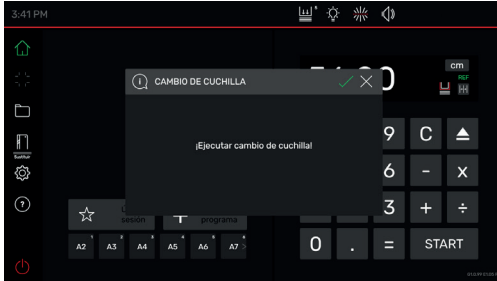 3:41 PM
cm
REF
CAMBIO DE CUCHILLA
¡Ejecutar cambio de cuchilla!
9 C
6 - x
3 + ÷
0 . = START
Sustituir
?
sesión
programa
A2 A3 A4 A5 A6 A7 >